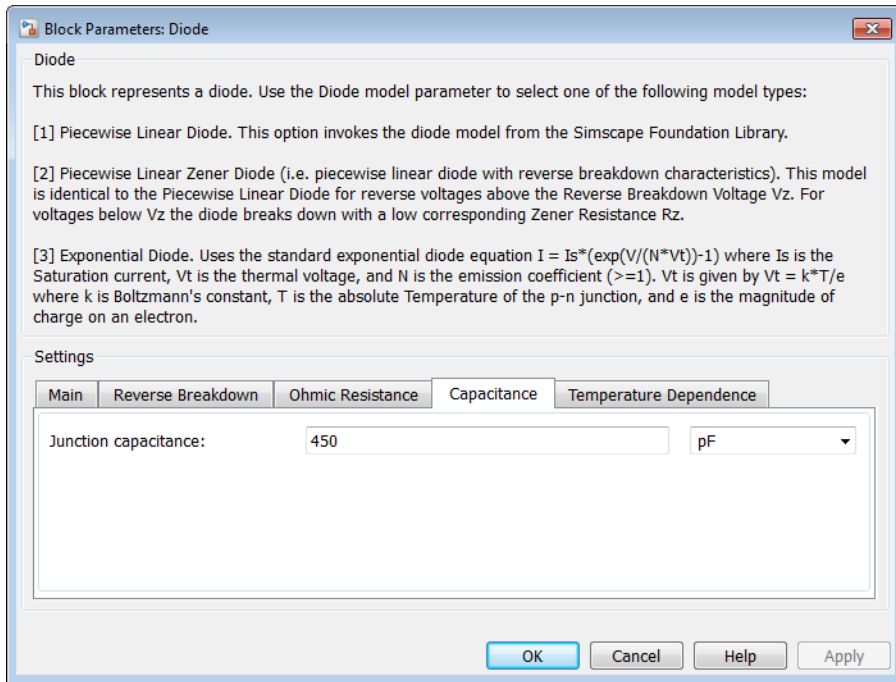 Block Parameters: Diode
Diode
This block represents a diode. Use the Diode model parameter to select one of the following model types:
[1] Piecewise Linear Diode. This option invokes the diode model from the Simscape Foundation Library.
[2] Piecewise Linear Zener Diode (i.e. piecewise linear diode with reverse breakdown characteristics). This model
is identical to the Piecewise Linear Diode for reverse voltages above the Reverse Breakdown Voltage Vz. For
voltages below Vz the diode breaks down with a low corresponding Zener Resistance Rz.
[3] Exponential Diode. Uses the standard exponential diode equation I = Is*(exp(V/(N*Vt))-1) where Is is the
Saturation current, Vt is the thermal voltage, and N is the emission coefficient (>=1). Vt is given by Vt = k*T/e
where k is Boltzmann's constant, T is the absolute Temperature of the p-n junction, and e is the magnitude of
charge on an electron.
Settings
Main Reverse Breakdown Ohmic Resistance Capacitance Temperature Dependence
Junction capacitance: 450 pF
OK Cancel Help Apply